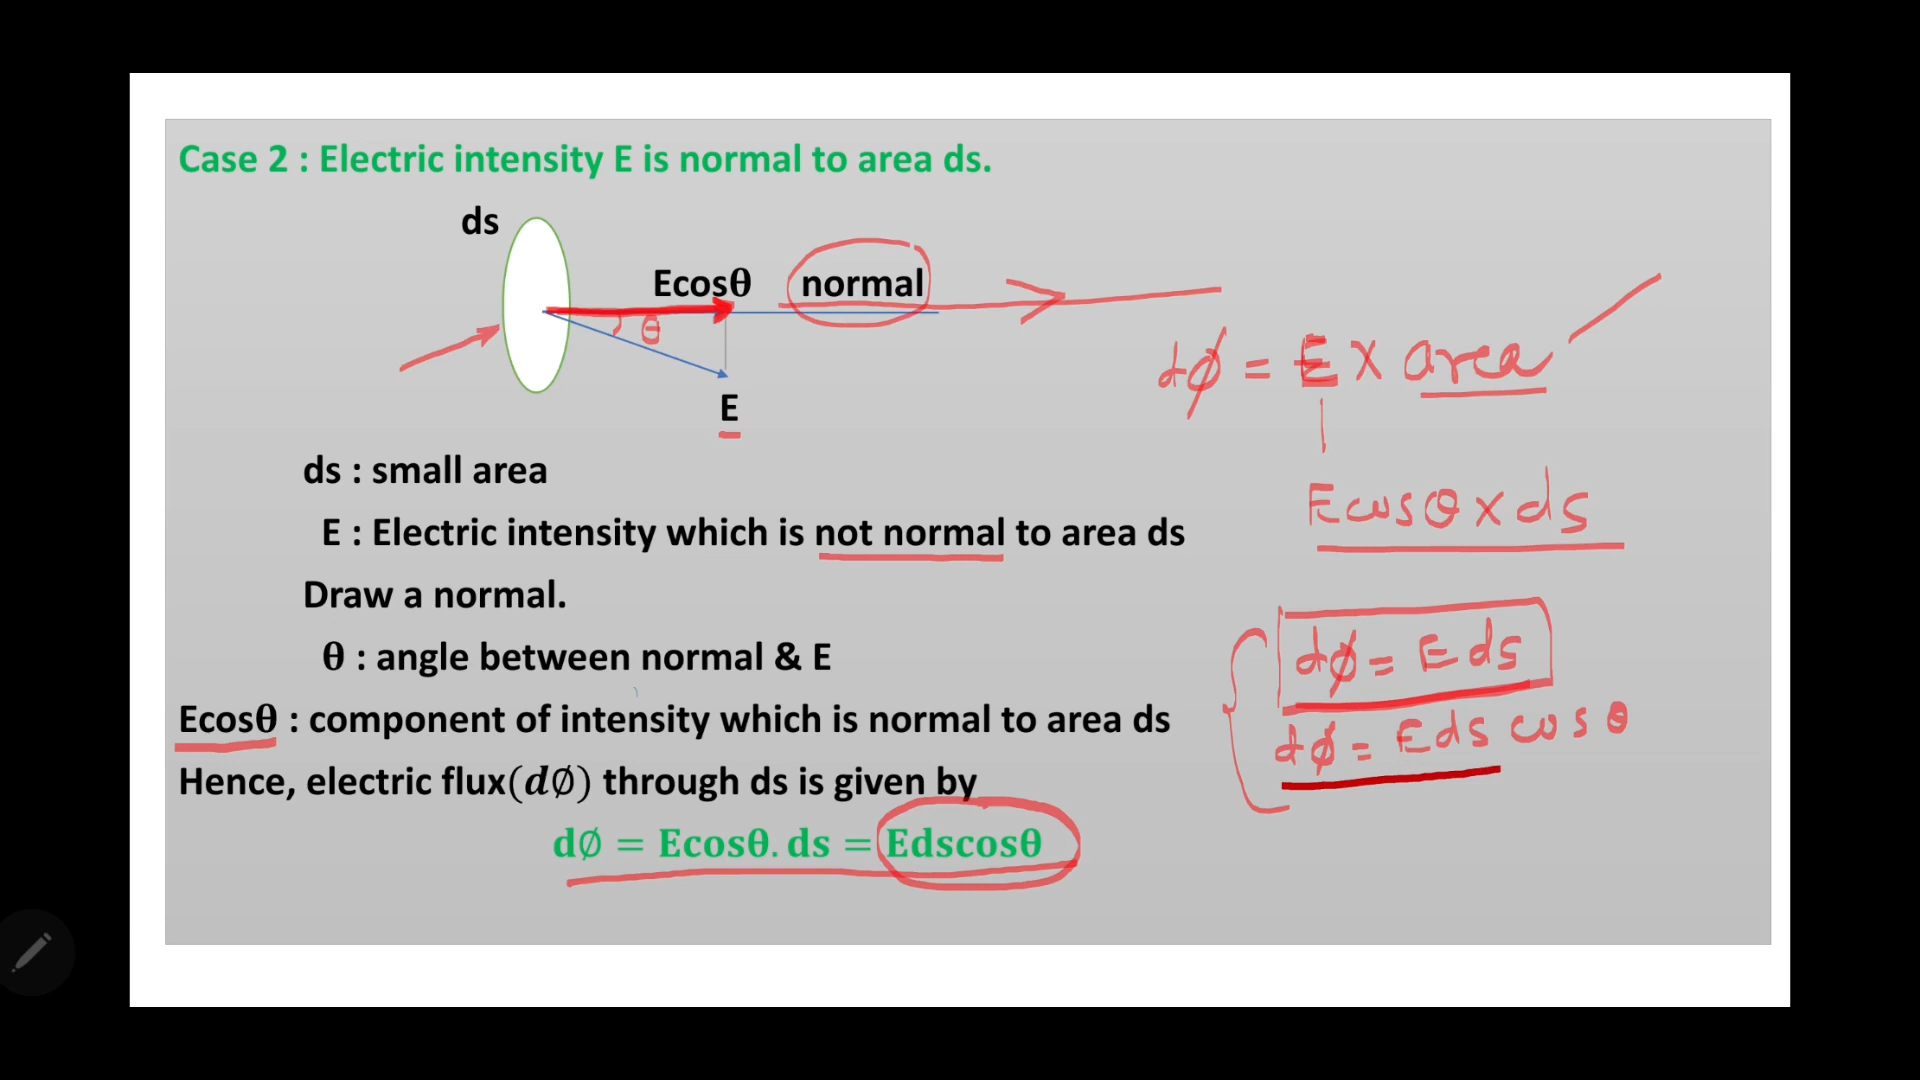 Case 2 : Electric intensity E is normal to area ds.
ds
Ecosθ normal
θ
E
dø = E x area
Ecosθ x ds
ds : small area
E : Electric intensity which is not normal to area ds
Draw a normal.
θ : angle between normal & E
Ecosθ : component of intensity which is normal to area ds
Hence, electric flux(d∅) through ds is given by
d∅ = Ecosθ. ds = Edscosθ
dø = Eds
dø = Eds cos θ